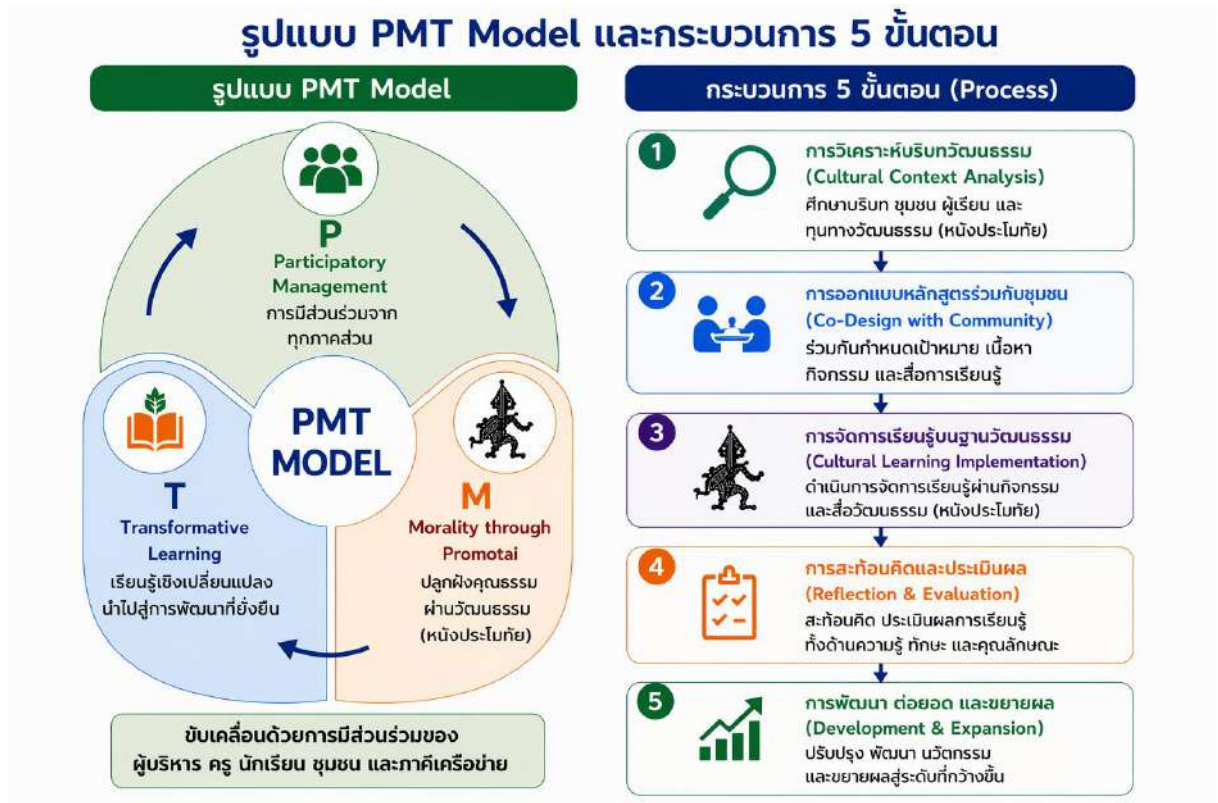 รูปแบบ PMT Model และกระบวนการ 5 ขั้นตอน
รูปแบบ PMT Model
P
Participatory
Management
การมีส่วนร่วมจาก
ทุกภาคส่วน
PMT
MODEL
T
Transformative
Learning
เรียนรู้เชิงเปลี่ยนแปลง
นำไปสู่การพัฒนาที่ยั่งยืน
M
Morality through
Promotai
ปลูกฝังคุณธรรม
ผ่านวัฒนธรรม
(หนังประโมทัย)
ขับเคลื่อนด้วยการมีส่วนร่วมของ
ผู้บริหาร ครู นักเรียน ชุมชน และภาคีเครือข่าย
กระบวนการ 5 ขั้นตอน (Process)
1
การวิเคราะห์บริบทวัฒนธรรม
(Cultural Context Analysis)
ศึกษาบริบท ชุมชน ผู้เรียน และ
ทุนทางวัฒนธรรม (หนังประโมทัย)
2
การออกแบบหลักสูตรร่วมกับชุมชน
(Co-Design with Community)
ร่วมกันกำหนดเป้าหมาย เนื้อหา
กิจกรรม และสื่อการเรียนรู้
3
การจัดการเรียนรู้บนฐานวัฒนธรรม
(Cultural Learning Implementation)
ดำเนินการจัดการเรียนรู้ผ่านกิจกรรม
และสื่อวัฒนธรรม (หนังประโมทัย)
4
การสะท้อนคิดและประเมินผล
(Reflection & Evaluation)
สะท้อนคิด ประเมินผลการเรียนรู้
ทั้งด้านความรู้ ทักษะ และคุณลักษณะ
5
การพัฒนา ต่อยอด และขยายผล
(Development & Expansion)
ปรับปรุง พัฒนา นวัตกรรม
และขยายผลสู่ระดับที่กว้างขึ้น